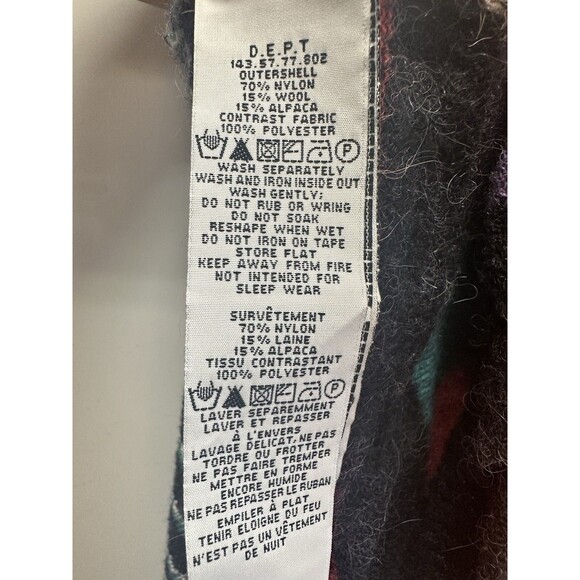 D.E.P.T
143.57.77.802
OUTERSHELL
70% NYLON
15% WOOL
15% ALPACA
CONTRAST FABRIC
100% POLYESTER
P
WASH SEPARATELY
WASH AND IRON INSIDE OUT
WASH GENTLY;
DO NOT RUB OR WRING
DO NOT SOAK
RESHAPE WHEN WET
DO NOT IRON ON TAPE
STORE FLAT
KEEP AWAY FROM FIRE
NOT INTENDED FOR
SLEEP WEAR
SURVÊTEMENT
70% NYLON
15% LAINE
15% ALPACA
TISSU CONTRASTANT
100% POLYESTER
P
LAVER SEPAREMMENT
LAVER ET REPASSER
À L'ENVERS
LAVAGE DELICAT, NE PAS
TORDRE OU FROTTER
NE PAS FAIRE TREMPER
METTRE EN FORME
ENCORE HUMIDE
NE PAS REPASSER LE RUBAN
EMPILER À PLAT
TENIR ELOIGNE DU FEU
N'EST PAS UN VÊTEMENT
DE NUIT